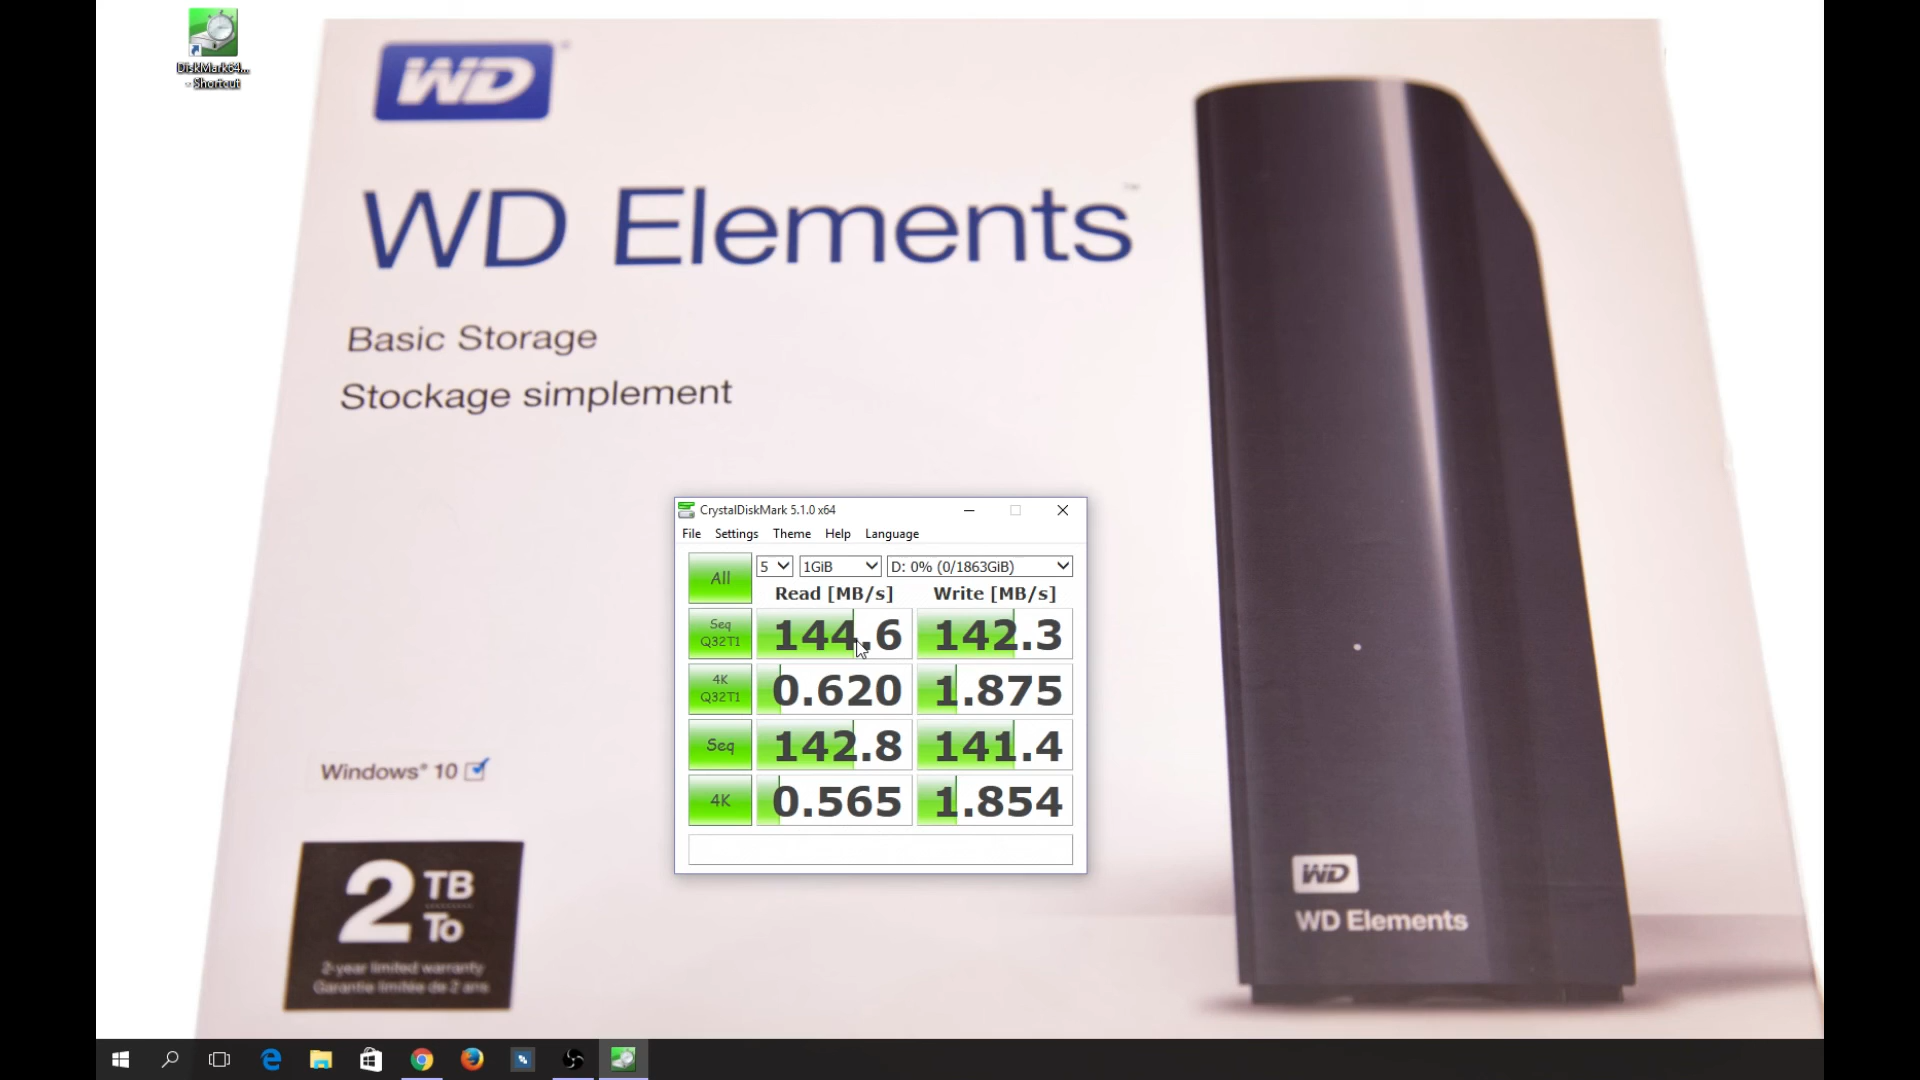 DiskMark64...
- Shortcut
WD
WD Elements™
Basic Storage
Stockage simplement
Windows® 10
2 TB
To
2-year limited warranty
Garantie limitée de 2 ans
WD
WD Elements
CrystalDiskMark 5.1.0 x64
File Settings Theme Help Language
All 5 1GiB D: 0% (0/1863GiB)
Read [MB/s] Write [MB/s]
Seq
Q32T1 144.6 142.3
4K
Q32T1 0.620 1.875
Seq 142.8 141.4
4K 0.565 1.854